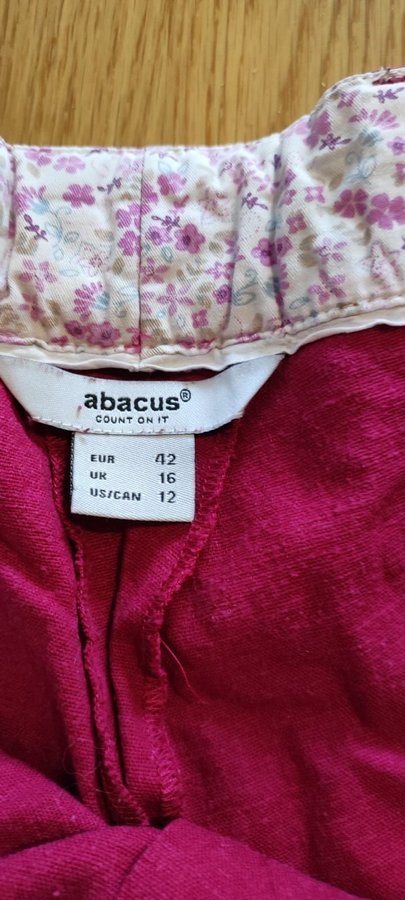 abacus®
COUNT ON IT
EUR 42
UK 16
US/CAN 12